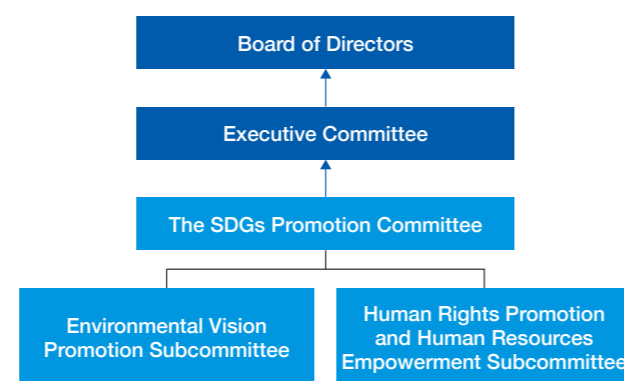 Board of Directors
Executive Committee
The SDGs Promotion Committee
Environmental Vision
Promotion Subcommittee
Human Rights Promotion
and Human Resources
Empowerment Subcommittee